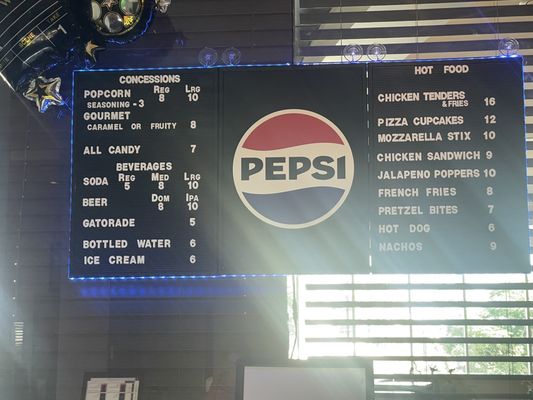 CONCESSIONS
REG LRG
POPCORN 8 10
SEASONING -3
GOURMET
CARAMEL OR FRUITY 8
ALL CANDY 7
BEVERAGES
REG MED LRG
SODA 5 8 10
DOM IPA
BEER 8 10
GATORADE 5
BOTTLED WATER 6
ICE CREAM 6
PEPSI
HOT FOOD
CHICKEN TENDERS
& FRIES 16
PIZZA CUPCAKES 12
MOZZARELLA STIX 10
CHICKEN SANDWICH 9
JALAPENO POPPERS 10
FRENCH FRIES 8
PRETZEL BITES 7
HOT DOG 6
NACHOS 9